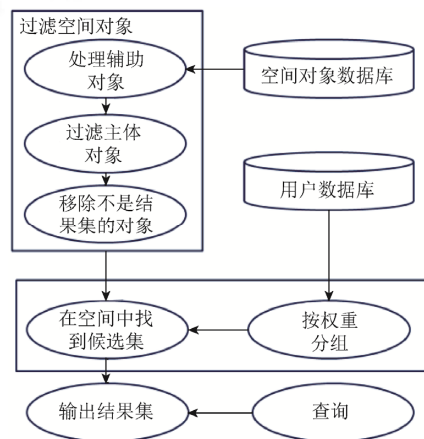 过滤空间对象
处理辅助
对象
空间对象数据库
过滤主体
对象
用户数据库
移除不是结
果集的对象
在空间中找
到候选集
按权重
分组
输出结果集
查询